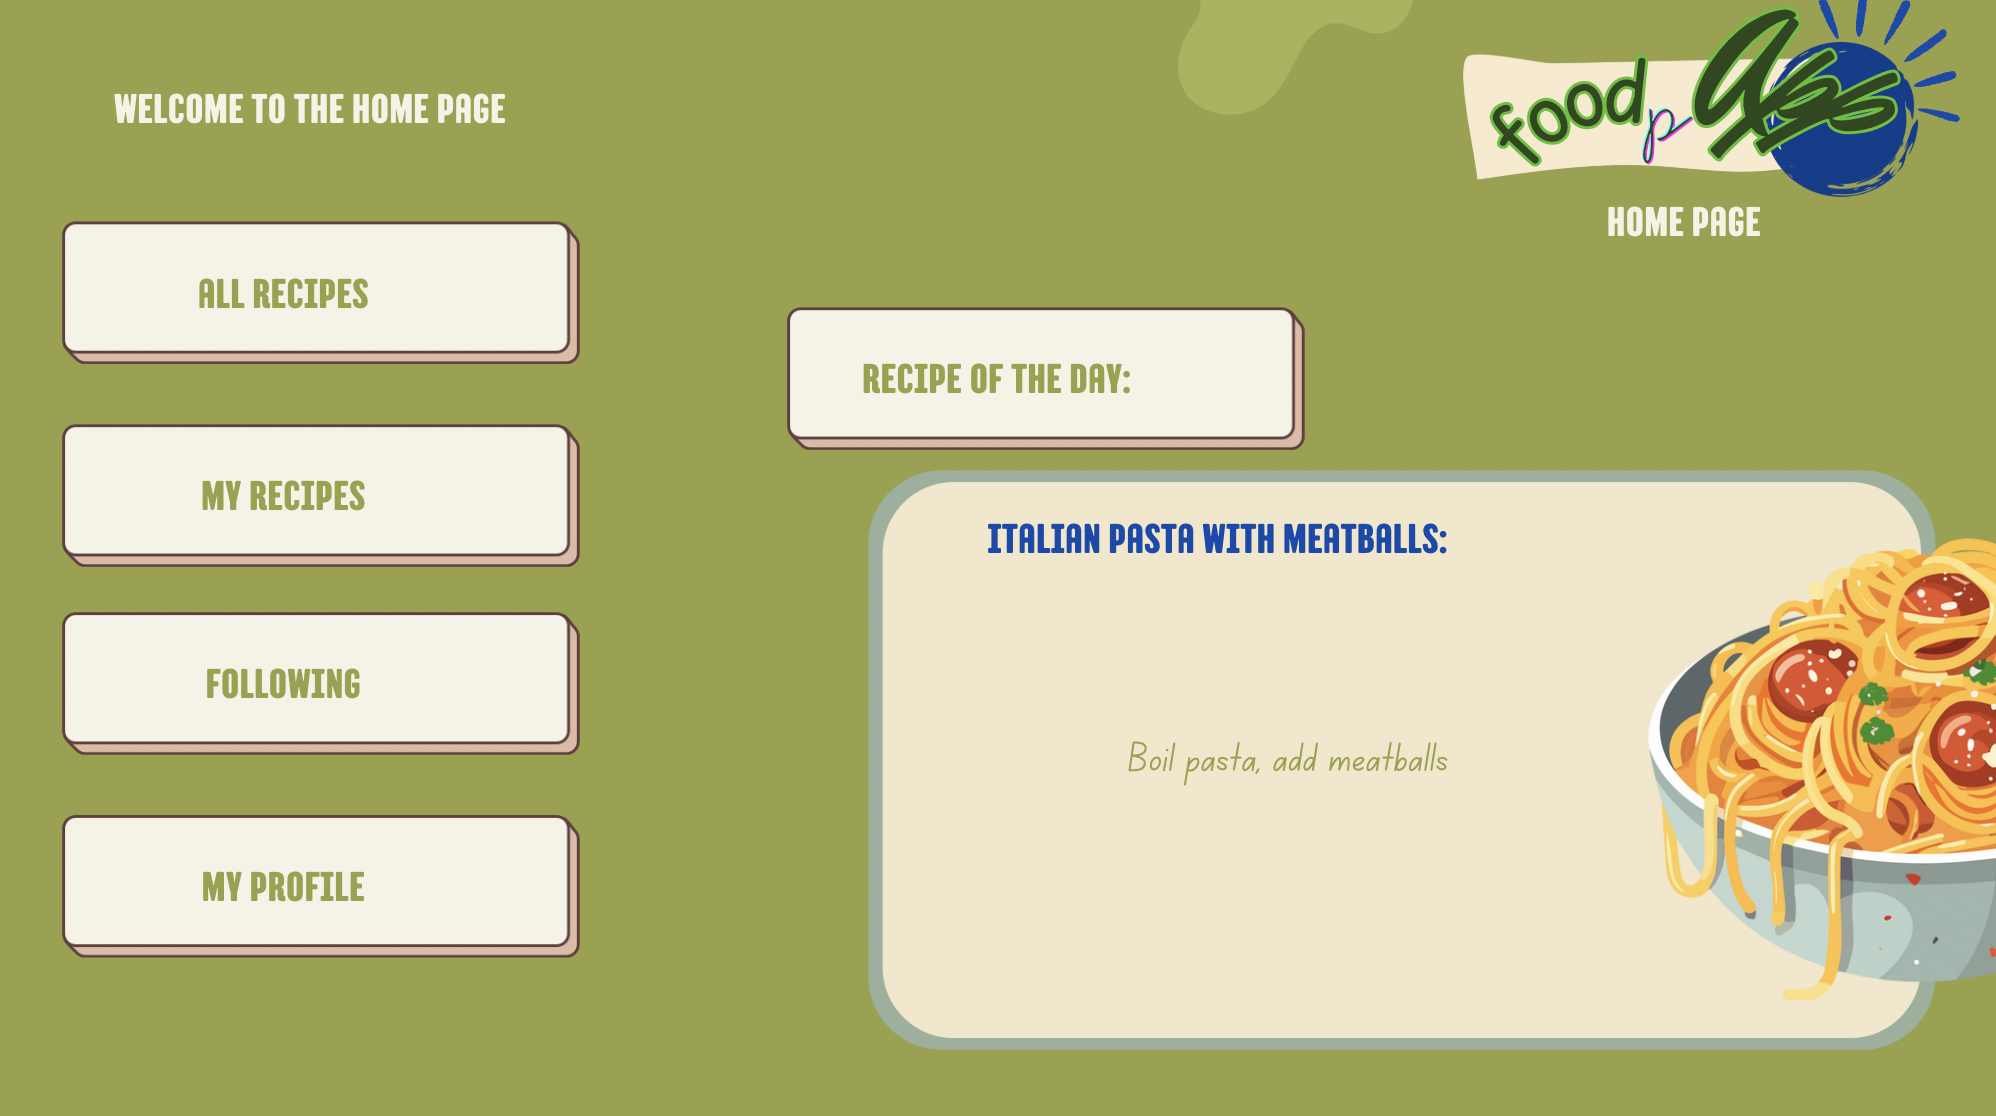 WELCOME TO THE HOME PAGE
food
HOME PAGE
ALL RECIPES
MY RECIPES
FOLLOWING
MY PROFILE
RECIPE OF THE DAY:
ITALIAN PASTA WITH MEATBALLS:
Boil pasta, add meatballs